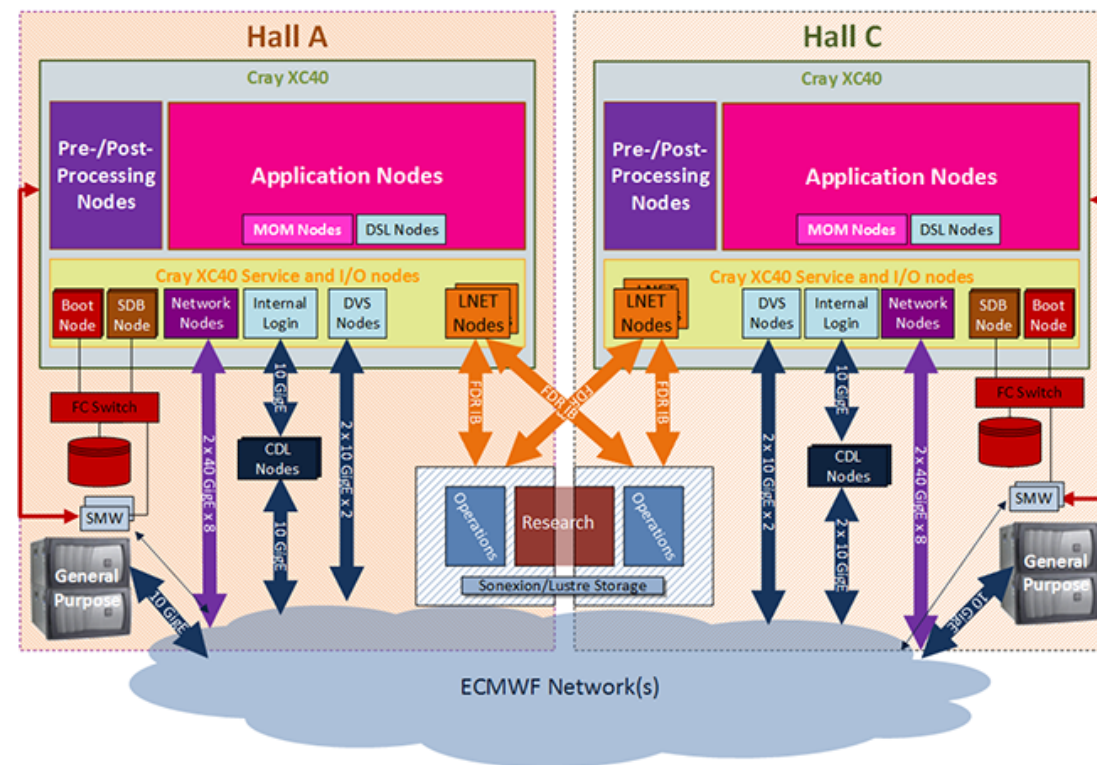 Hall A
Cray XC40
Pre-/Post-
Processing
Nodes
Application Nodes
MOM Nodes
DSL Nodes
Cray XC40 Service and I/O nodes
Boot
Node
SDB
Node
Network
Nodes
Internal
Login
DVS
Nodes
LNET
Nodes
FC Switch
SMW
General
Purpose
10 GigE
2 x 40 GigE x 8
10 GigE
CDL
Nodes
10 GigE
2 x 10 GigE x 2
FDR IB
FDR IB
Hall C
Cray XC40
Pre-/Post-
Processing
Nodes
Application Nodes
MOM Nodes
DSL Nodes
Cray XC40 Service and I/O nodes
LNET
Nodes
DVS
Nodes
Internal
Login
Network
Nodes
SDB
Node
Boot
Node
FDR IB
FDR IB
2 x 10 GigE x 2
10 GigE
CDL
Nodes
2 x 10 GigE
2 x 40 GigE x 8
FC Switch
SMW
General
Purpose
10 GigE
Operations
Research
Operations
Sonexion/Lustre Storage
ECMWF Network(s)